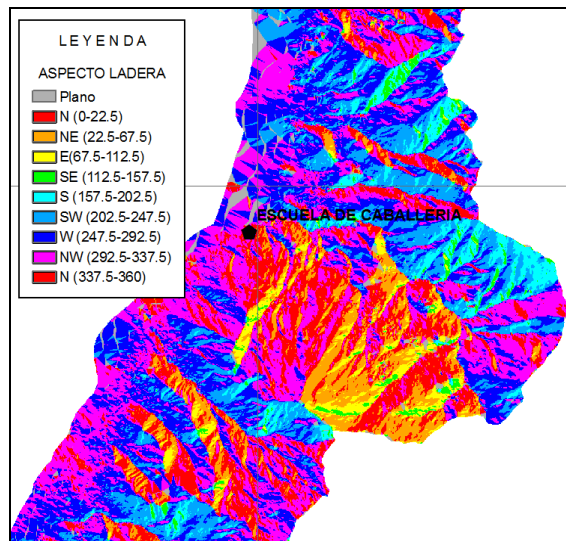 LEYENDA
ASPECTO LADERA
Plano
N (0-22.5)
NE (22.5-67.5)
E(67.5-112.5)
SE (112.5-157.5)
S (157.5-202.5)
SW (202.5-247.5)
W (247.5-292.5)
NW (292.5-337.5)
N (337.5-360)
ESCUELA DE CABALLERIA